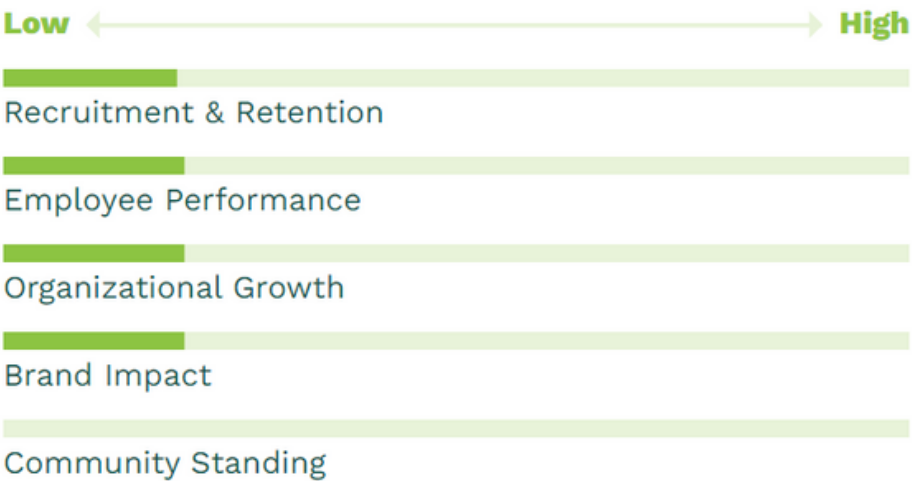 Low High
Recruitment & Retention
Employee Performance
Organizational Growth
Brand Impact
Community Standing